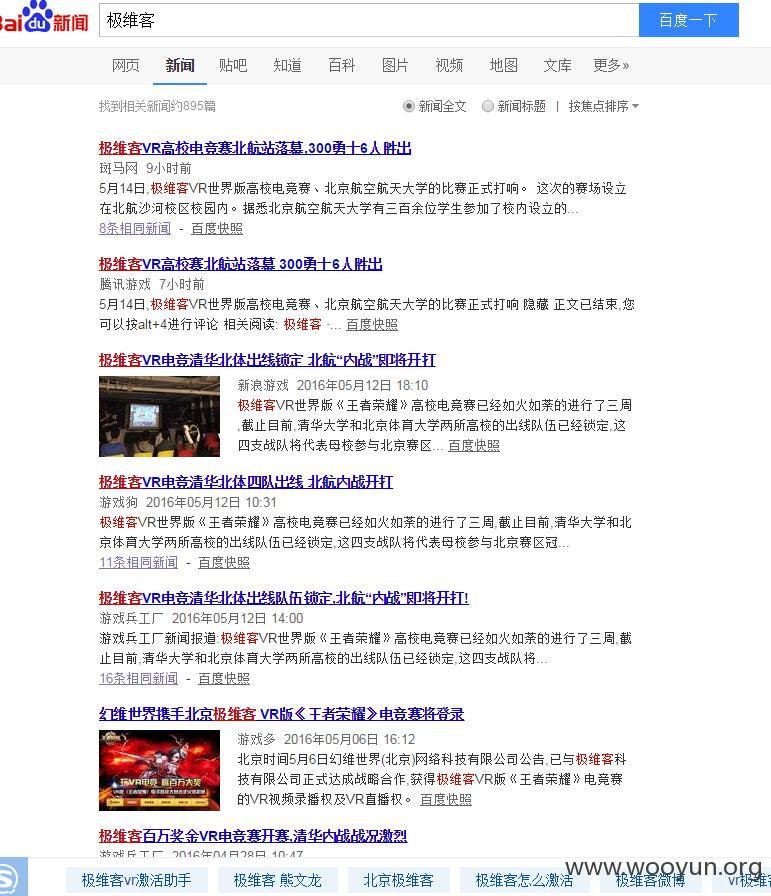 Bai du 新闻 极维客 百度一下
网页 新闻 贴吧 知道 百科 图片 视频 地图 文库 更多»
找到相关新闻约895篇 新闻全文 新闻标题 | 按焦点排序
极维客VR高校电竞赛北航站落幕,300勇士6人胜出
斑马网 9小时前
5月14日,极维客VR世界版高校电竞赛、北京航空航天大学的比赛正式打响。 这次的赛场设立
在北航沙河校区校园内。据悉北京航空航天大学有三百余位学生参加了校内设立的...
8条相同新闻 - 百度快照
极维客VR高校赛北航站落幕 300勇士6人胜出
腾讯游戏 7小时前
5月14日,极维客VR世界版高校电竞赛、北京航空航天大学的比赛正式打响 隐藏 正文已结束,您
可以按alt+4进行评论 相关阅读: 极维客 ·... 百度快照
极维客VR电竞清华北体出线锁定 北航“内战”即将开打
新浪游戏 2016年05月12日 18:10
极维客VR世界版《王者荣耀》高校电竞赛已经如火如荼的进行了三周
,截止目前,清华大学和北京体育大学两所高校的出线队伍已经锁定,这
四支战队将代表母校参与北京赛区... 百度快照
极维客VR电竞清华北体四队出线 北航内战开打
游戏狗 2016年05月12日 10:31
极维客VR世界版《王者荣耀》高校电竞赛已经如火如荼的进行了三周,截止目前,清华大学和北
京体育大学两所高校的出线队伍已经锁定,这四支战队将代表母校参与北京赛区冠...
11条相同新闻 - 百度快照
极维客VR电竞清华北体出线队伍锁定,北航“内战”即将开打!
游戏兵工厂 2016年05月12日 14:00
游戏兵工厂新闻报道:极维客VR世界版《王者荣耀》高校电竞赛已经如火如荼的进行了三周,截
止目前,清华大学和北京体育大学两所高校的出线队伍已经锁定,这四支战队将...
16条相同新闻 - 百度快照
幻维世界携手北京极维客 VR版《王者荣耀》电竞赛将登录
游戏多 2016年05月06日 16:12
北京时间5月6日幻维世界(北京)网络科技有限公司公告,已与极维客科
技有限公司正式达成战略合作,获得极维客VR版《王者荣耀》电竞赛
的VR视频录播权及VR直播权。 百度快照
玩VR电竞 赢百万大奖
极维客百万奖金VR电竞赛开赛,清华内战战况激烈
游戏兵工厂 2016年04月28日 10:47
www.wooyun.org
极维客vr激活助手 极维客 熊文龙 北京极维客 极维客怎么激活 极维客微博 vr极维客